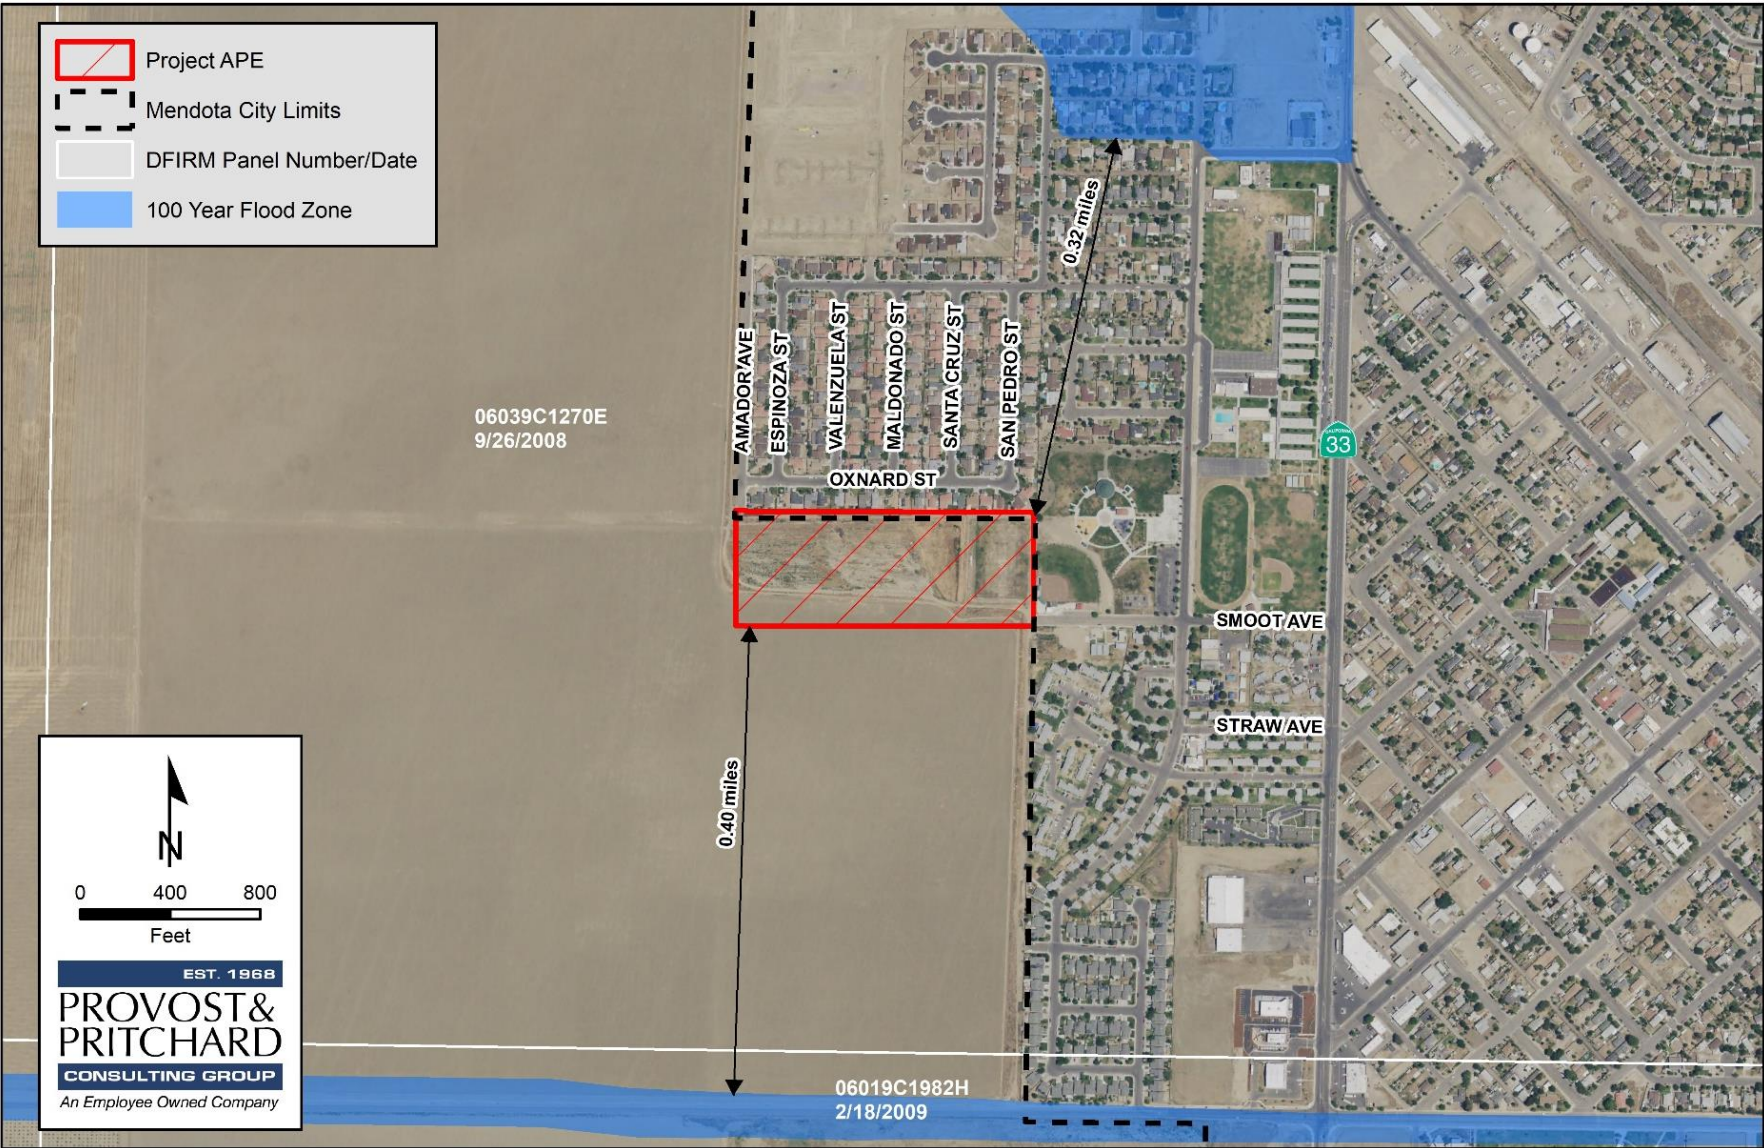 Project APE
Mendota City Limits
DFIRM Panel Number/Date
100 Year Flood Zone
0.32 miles
AMADOR AVE
ESPINOZA ST
VALENZUELA ST
MALDONADO ST
SANTA CRUZ ST
SAN PEDRO ST
06039C1270E
9/26/2008
CALIFORNIA
33
OXNARD ST
SMOOT AVE
STRAW AVE
0.40 miles
N
0 400 800
Feet
EST. 1968
PROVOST&
PRITCHARD
CONSULTING GROUP
An Employee Owned Company
06019C1982H
2/18/2009